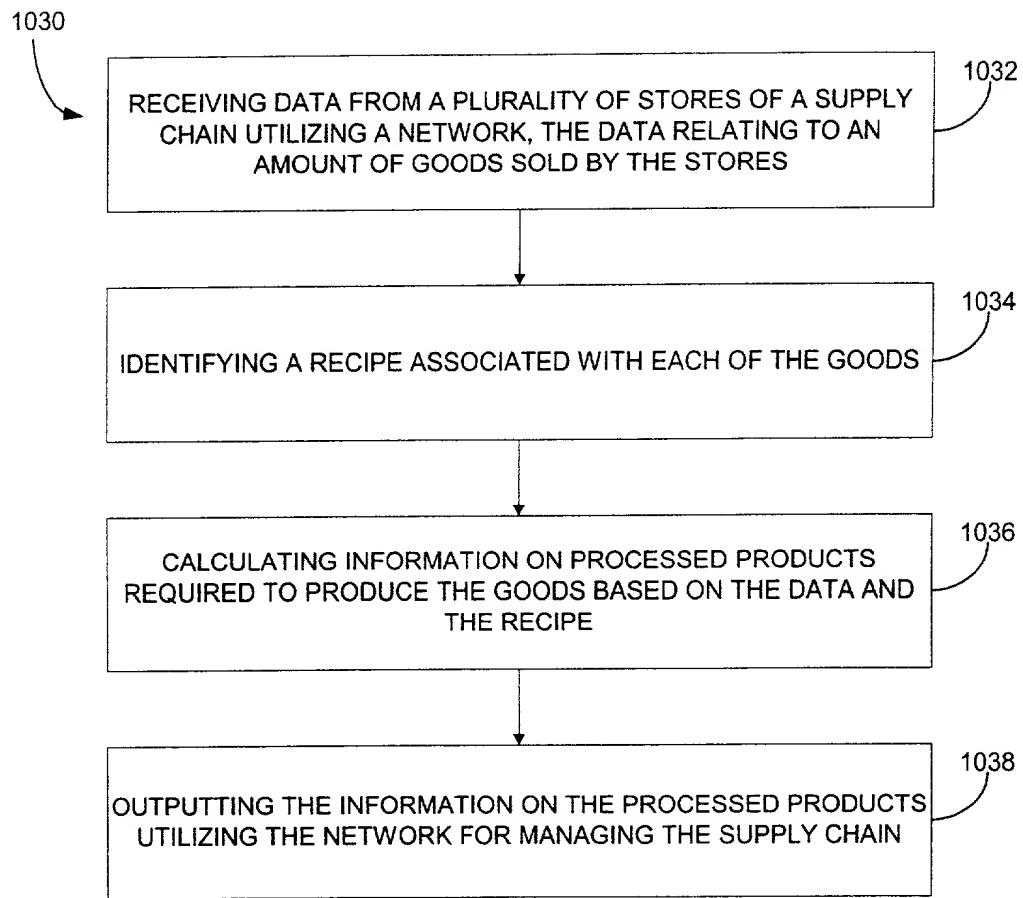 1030
1032
RECEIVING DATA FROM A PLURALITY OF STORES OF A SUPPLY
CHAIN UTILIZING A NETWORK, THE DATA RELATING TO AN
AMOUNT OF GOODS SOLD BY THE STORES
1034
IDENTIFYING A RECIPE ASSOCIATED WITH EACH OF THE GOODS
1036
CALCULATING INFORMATION ON PROCESSED PRODUCTS
REQUIRED TO PRODUCE THE GOODS BASED ON THE DATA AND
THE RECIPE
1038
OUTPUTTING THE INFORMATION ON THE PROCESSED PRODUCTS
UTILIZING THE NETWORK FOR MANAGING THE SUPPLY CHAIN